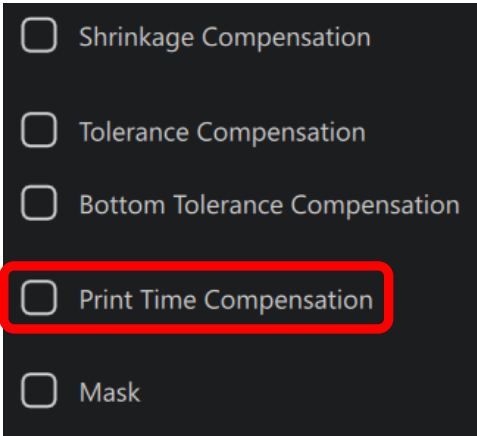 Shrinkage Compensation
Tolerance Compensation
Bottom Tolerance Compensation
Print Time Compensation
Mask